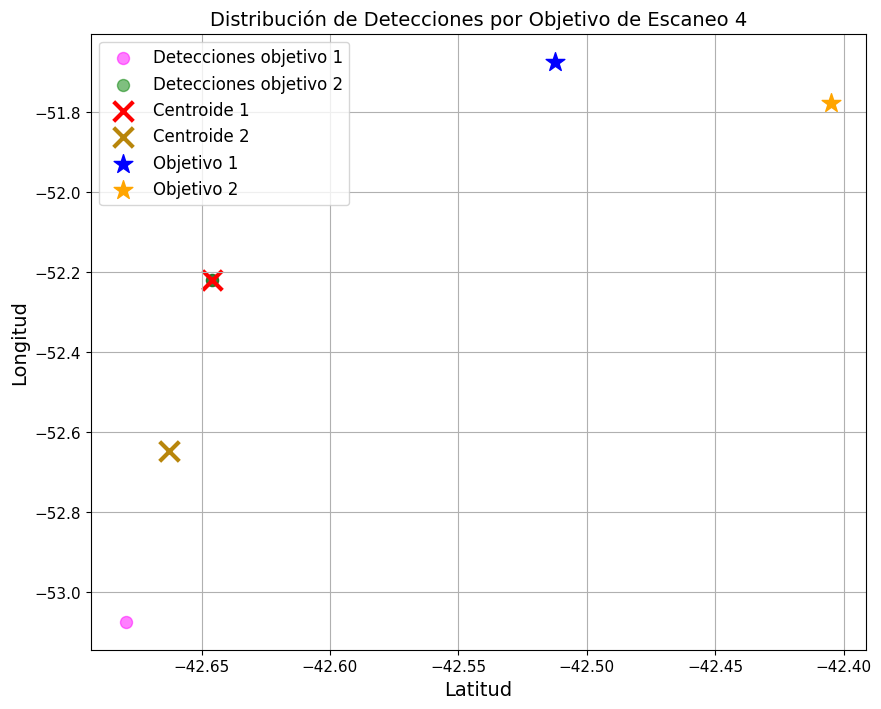 Distribución de Detecciones por Objetivo de Escaneo 4
Detecciones objetivo 1
Detecciones objetivo 2
Centroide 1
Centroide 2
Objetivo 1
Objetivo 2
Longitud
−51.8
−52.0
−52.2
−52.4
−52.6
−52.8
−53.0
−42.65
−42.60
−42.55
−42.50
−42.45
−42.40
Latitud